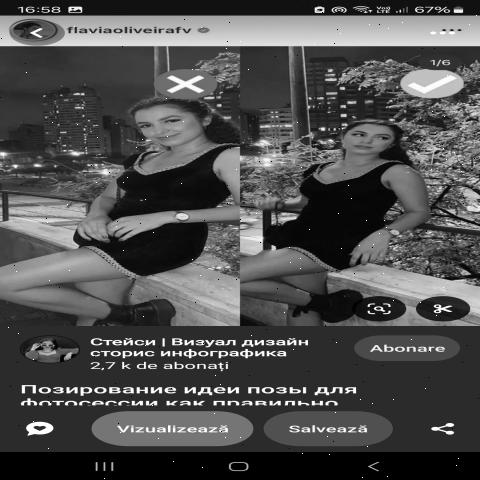 16:58 67%
flaviaoliveirafv
1/6
Стейси | Визуал дизайн
сторис инфографика
2,7 k de abonați
Abonare
Позирование идеи позы для
фотосессии как правильно
Vizualizează Salvează